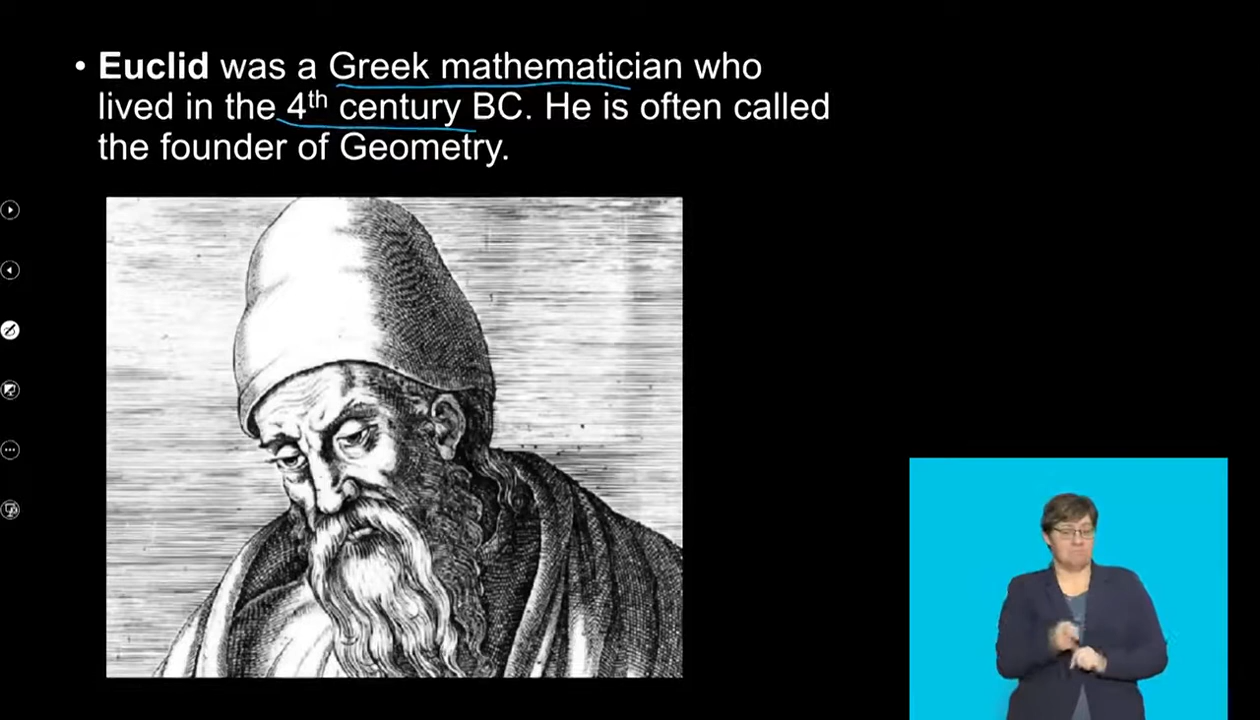 • Euclid was a Greek mathematician who
lived in the 4th century BC. He is often called
the founder of Geometry.